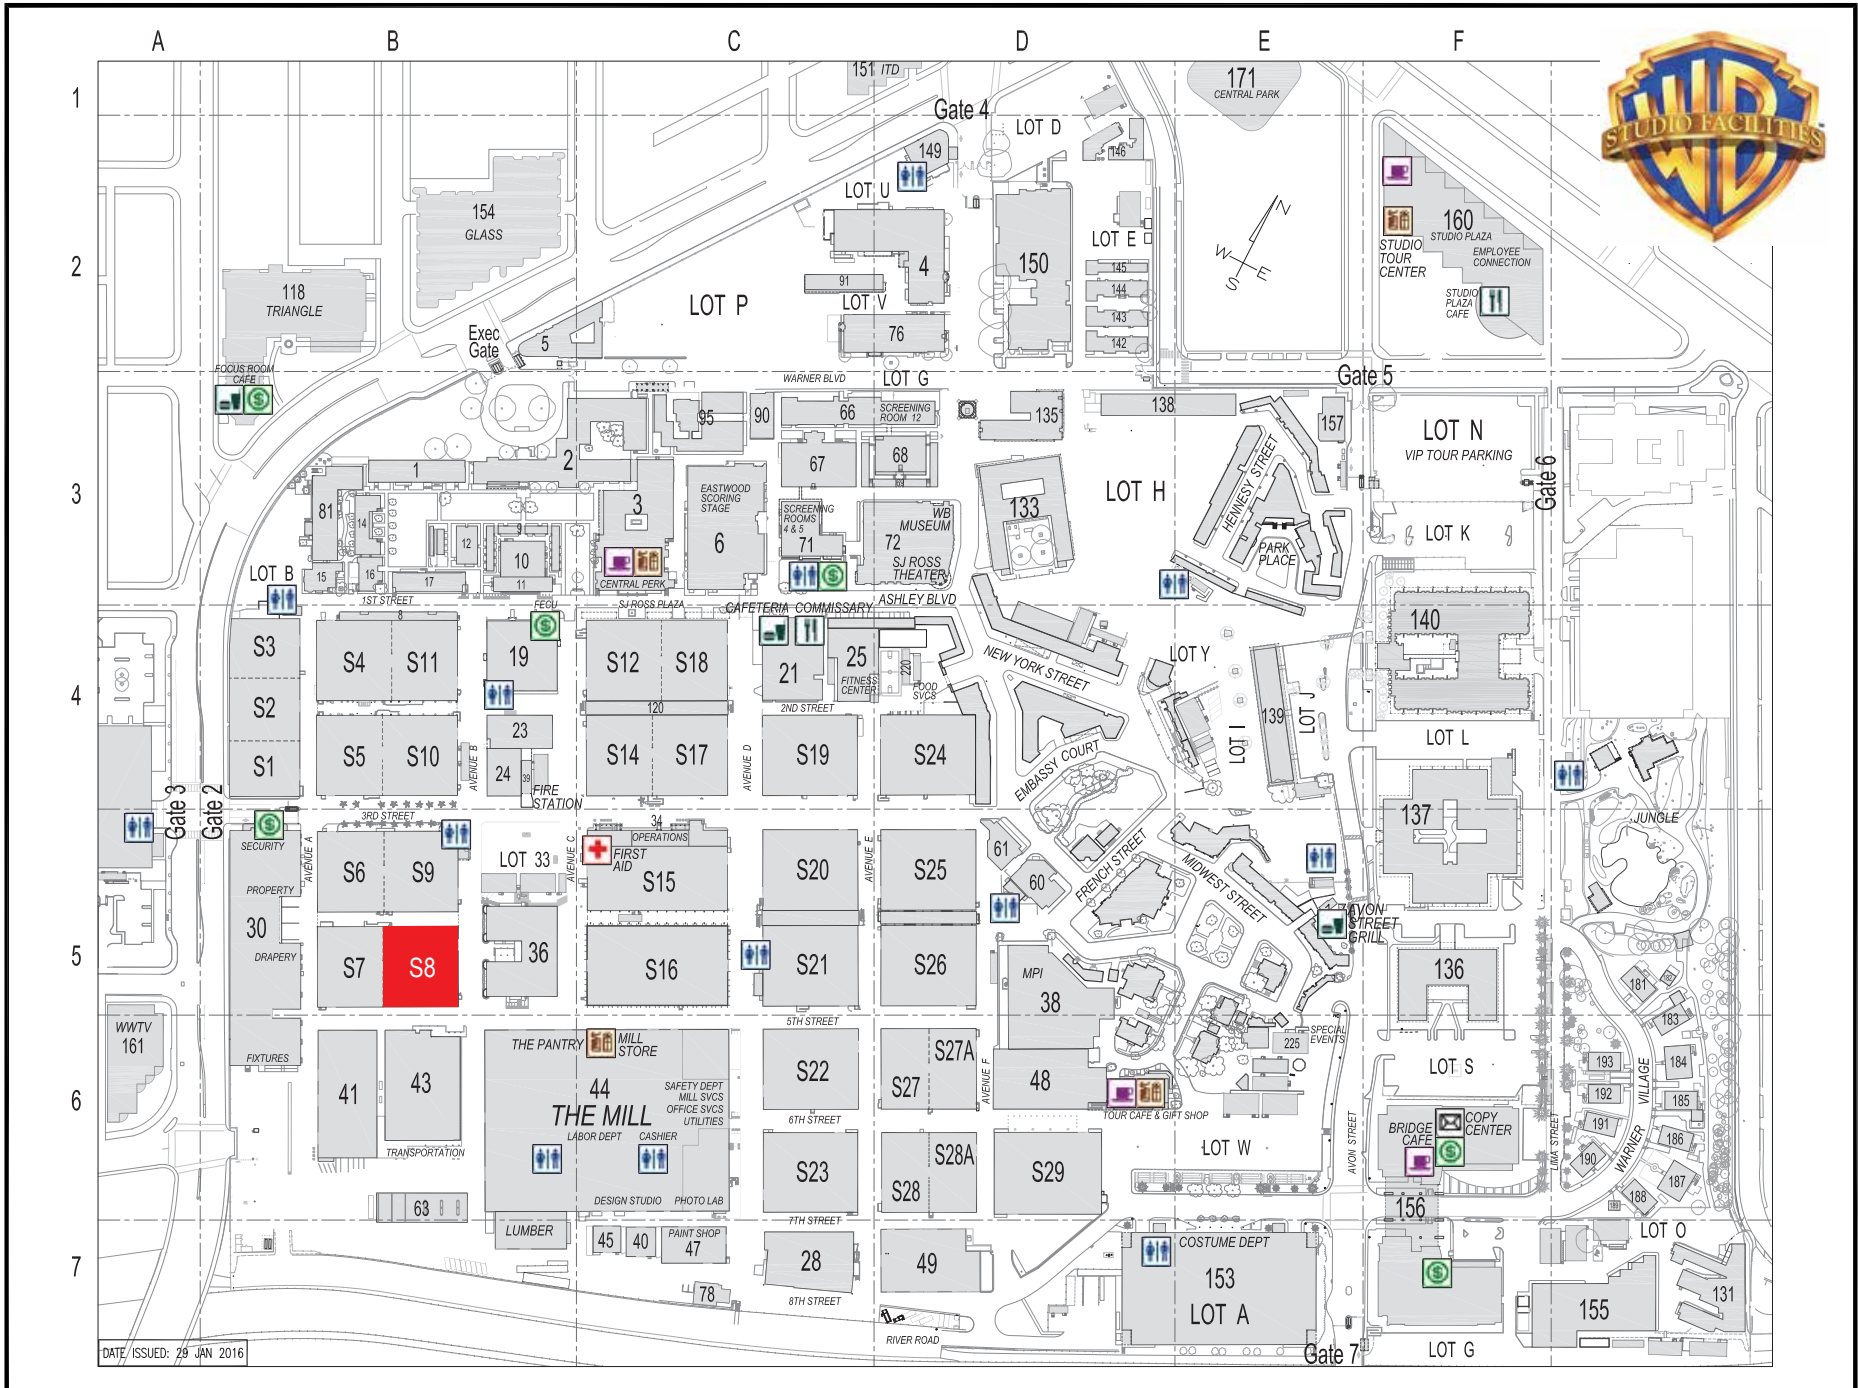 A
B
C
D
E
F
1
2
3
4
5
6
7
WB
STUDIO FACILITIES
151 ITD
Gate 4
LOT D
171
CENTRAL PARK
149
146
LOT U
154
GLASS
160
STUDIO PLAZA
EMPLOYEE
CONNECTION
STUDIO
TOUR
CENTER
STUDIO
PLAZA
CAFE
N
W
E
S
LOT E
4
150
145
144
143
142
91
LOT V
76
LOT P
118
TRIANGLE
Exec
Gate
5
FOCUS ROOM
CAFE
WARNER BLVD
LOT G
Gate 5
95
90
66
SCREENING
ROOM 12
135
138
157
LOT N
VIP TOUR PARKING
Gate 6
1
2
67
68
3
EASTWOOD
SCORING
STAGE
6
SCREENING
ROOMS
4 & 5
71
WB
MUSEUM
72
SJ ROSS
THEATER
133
LOT H
HENNESY STREET
PARK
PLACE
LOT K
81
14
12
9
10
11
15
16
17
CENTRAL PERK
LOT B
1ST STREET
FECU
SJ ROSS PLAZA
CAFETERIA COMMISSARY
ASHLEY BLVD
8
S3
S2
S1
S4
S11
S5
S10
19
23
24
39
FIRE
STATION
AVENUE B
S12
S18
120
S14
S17
AVENUE D
21
25
FITNESS
CENTER
220
FOOD
SVCS
2ND STREET
S19
S24
NEW YORK STREET
EMBASSY COURT
LOT Y
LOT I
139
LOT J
140
LOT L
137
Gate 3
Gate 2
3RD STREET
SECURITY
AVENUE A
PROPERTY
30
DRAPERY
FIXTURES
S6
S9
S7
S8
LOT 33
36
AVENUE C
34
OPERATIONS
FIRST
AID
S15
S16
S20
S21
AVENUE E
S25
S26
61
60
FRENCH STREET
MIDWEST STREET
AVON
STREET
GRILL
JUNGLE
136
MPI
38
5TH STREET
SPECIAL
EVENTS
225
LOT S
181
182
183
184
185
186
187
188
189
190
191
192
193
WARNER
VILLAGE
LIMA STREET
WWTV
161
41
43
TRANSPORTATION
63
THE PANTRY
MILL
STORE
44
THE MILL
SAFETY DEPT
MILL SVCS
OFFICE SVCS
UTILITIES
LABOR DEPT
CASHIER
DESIGN STUDIO
PHOTO LAB
S22
S27A
S27
AVENUE F
48
TOUR CAFE & GIFT SHOP
6TH STREET
S23
S28A
S28
S29
LOT W
AVON STREET
BRIDGE
CAFE
COPY
CENTER
156
7TH STREET
LUMBER
45
40
PAINT SHOP
47
78
28
8TH STREET
49
RIVER ROAD
COSTUME DEPT
153
LOT A
Gate 7
LOT G
155
131
LOT O
DATE ISSUED: 29 JAN 2016